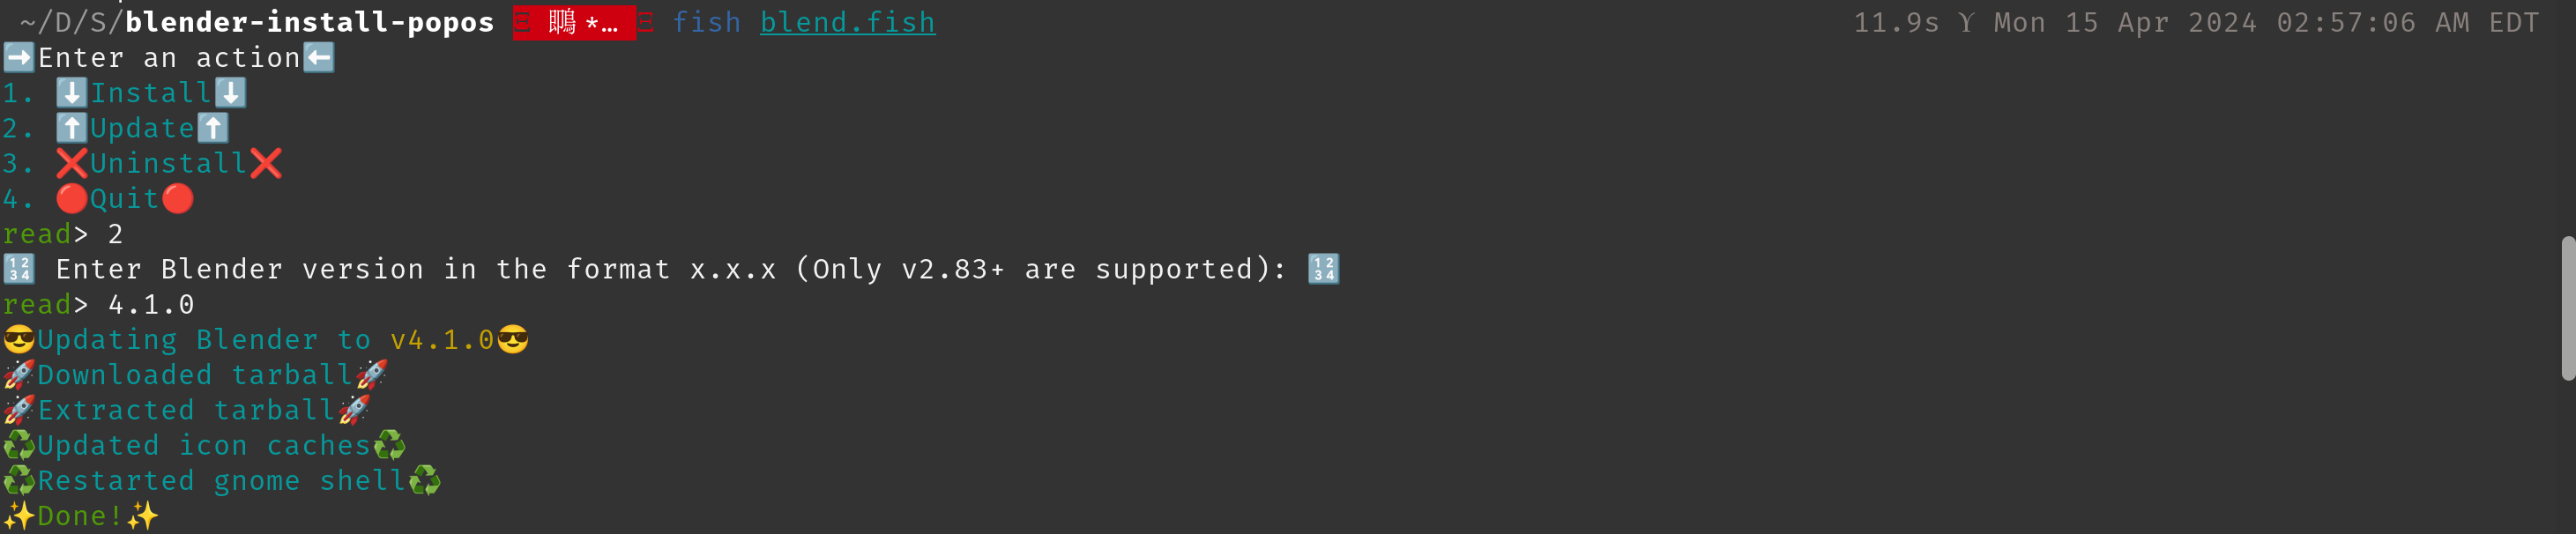 ~/D/S/blender-install-popos Ξ 鵰 *… Ξ fish blend.fish 11.9s ϒ Mon 15 Apr 2024 02:57:06 AM EDT
➡️Enter an action⬅️
1. ⬇️Install⬇️
2. ⬆️Update⬆️
3. ❌Uninstall❌
4. 🔴Quit🔴
read> 2
🔢 Enter Blender version in the format x.x.x (Only v2.83+ are supported): 🔢
read> 4.1.0
😎Updating Blender to v4.1.0😎
🚀Downloaded tarball🚀
🚀Extracted tarball🚀
♻️Updated icon caches♻️
♻️Restarted gnome shell♻️
✨Done!✨